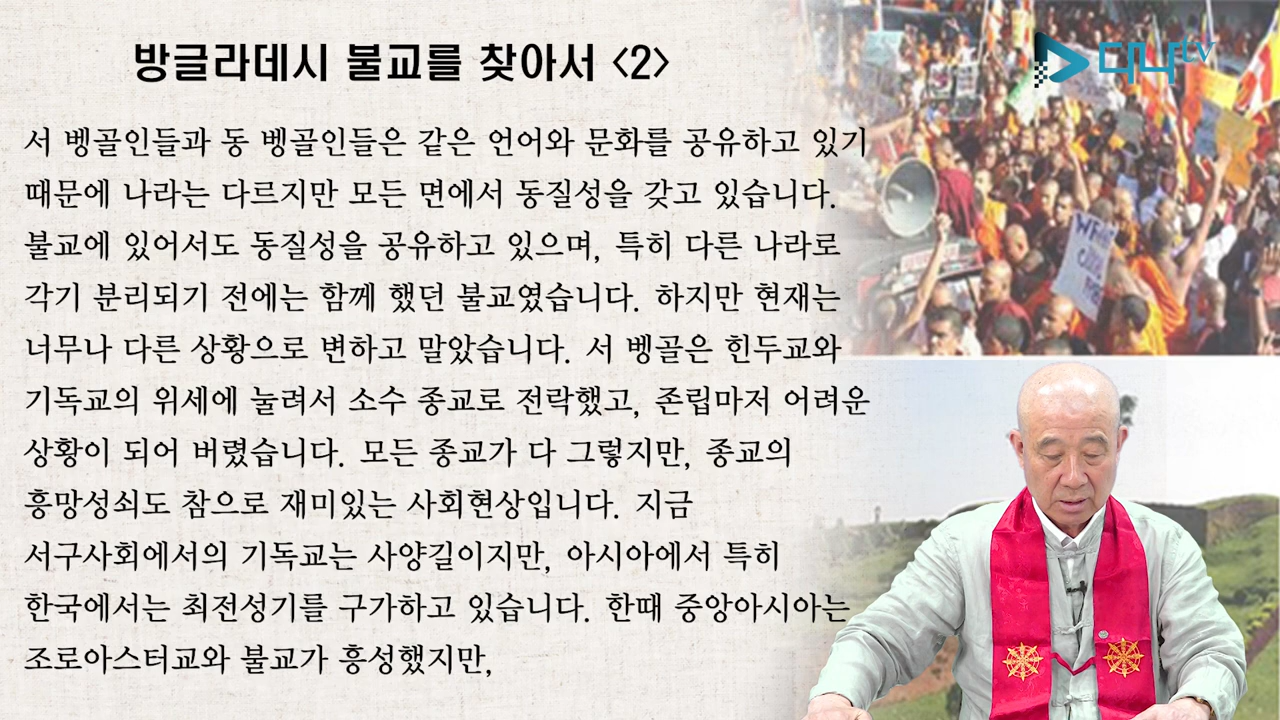 방글라데시 불교를 찾아서 <2>
디나tv
서 벵골인들과 동 벵골인들은 같은 언어와 문화를 공유하고 있기
때문에 나라는 다르지만 모든 면에서 동질성을 갖고 있습니다.
불교에 있어서도 동질성을 공유하고 있으며, 특히 다른 나라로
각기 분리되기 전에는 함께 했던 불교였습니다. 하지만 현재는
너무나 다른 상황으로 변하고 말았습니다. 서 벵골은 힌두교와
기독교의 위세에 눌려서 소수 종교로 전락했고, 존립마저 어려운
상황이 되어 버렸습니다. 모든 종교가 다 그렇지만, 종교의
흥망성쇠도 참으로 재미있는 사회현상입니다. 지금
서구사회에서의 기독교는 사양길이지만, 아시아에서 특히
한국에서는 최전성기를 구가하고 있습니다. 한때 중앙아시아는
조로아스터교와 불교가 흥성했지만,